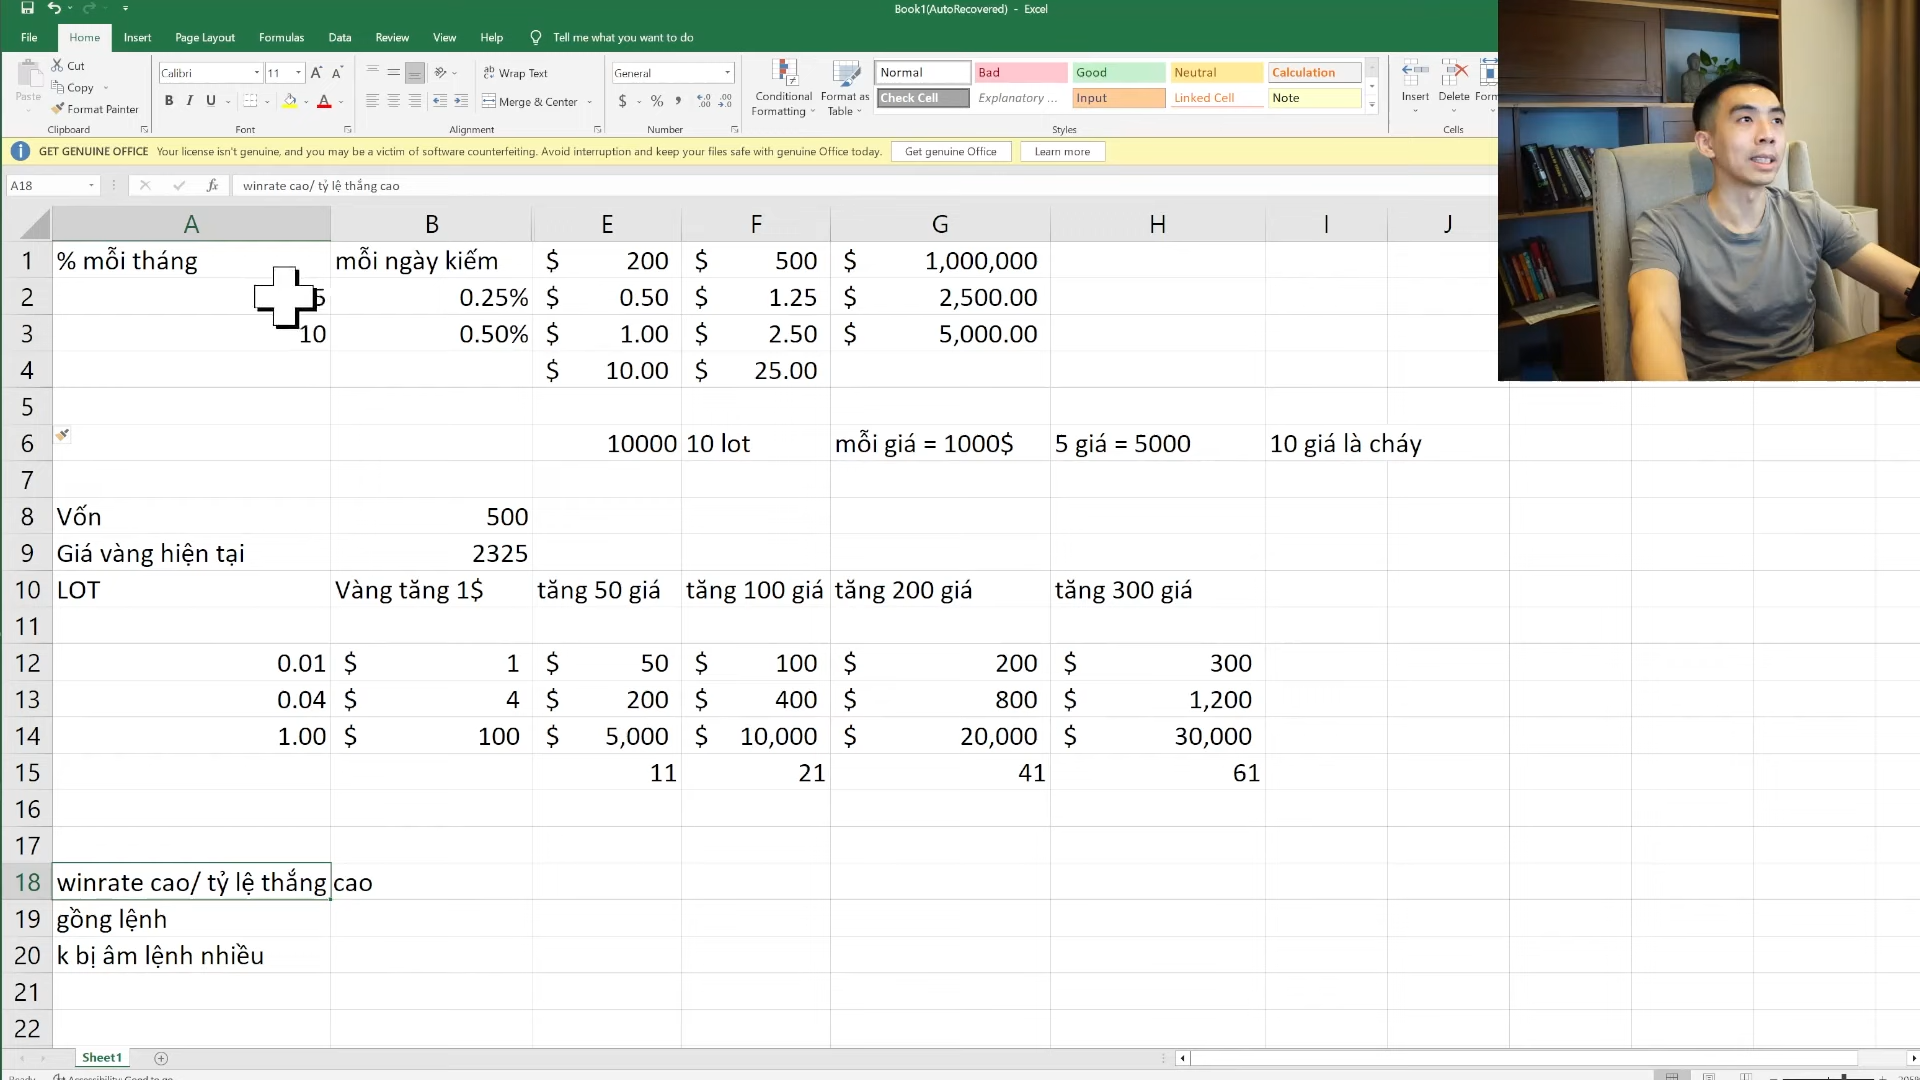 Book1(AutoRecovered) - Excel
File Home Insert Page Layout Formulas Data Review View Help Tell me what you want to do
Paste Cut Copy Format Painter Clipboard
Calibri 11 A A B I U A Font
ab Wrap Text Merge & Center Alignment
General $ % Number
Conditional Formatting Format as Table
Normal Bad Good Neutral Calculation
Check Cell Explanatory ... Input Linked Cell Note
Styles
Insert Delete Cells
GET GENUINE OFFICE Your license isn't genuine, and you may be a victim of software counterfeiting. Avoid interruption and keep your files safe with genuine Office today. Get genuine Office Learn more
A18 fx winrate cao/ tỷ lệ thắng cao
A B E F G H I J
1 % mỗi tháng mỗi ngày kiếm $ 200 $ 500 $ 1,000,000
2 5 0.25% $ 0.50 $ 1.25 $ 2,500.00
3 10 0.50% $ 1.00 $ 2.50 $ 5,000.00
4 $ 10.00 $ 25.00
5
6 10000 10 lot mỗi giá = 1000$ 5 giá = 5000 10 giá là cháy
7
8 Vốn 500
9 Giá vàng hiện tại 2325
10 LOT Vàng tăng 1$ tăng 50 giá tăng 100 giá tăng 200 giá tăng 300 giá
11
12 0.01 $ 1 $ 50 $ 100 $ 200 $ 300
13 0.04 $ 4 $ 200 $ 400 $ 800 $ 1,200
14 1.00 $ 100 $ 5,000 $ 10,000 $ 20,000 $ 30,000
15 11 21 41 61
16
17
18 winrate cao/ tỷ lệ thắng cao
19 gồng lệnh
20 k bị âm lệnh nhiều
21
22
Sheet1